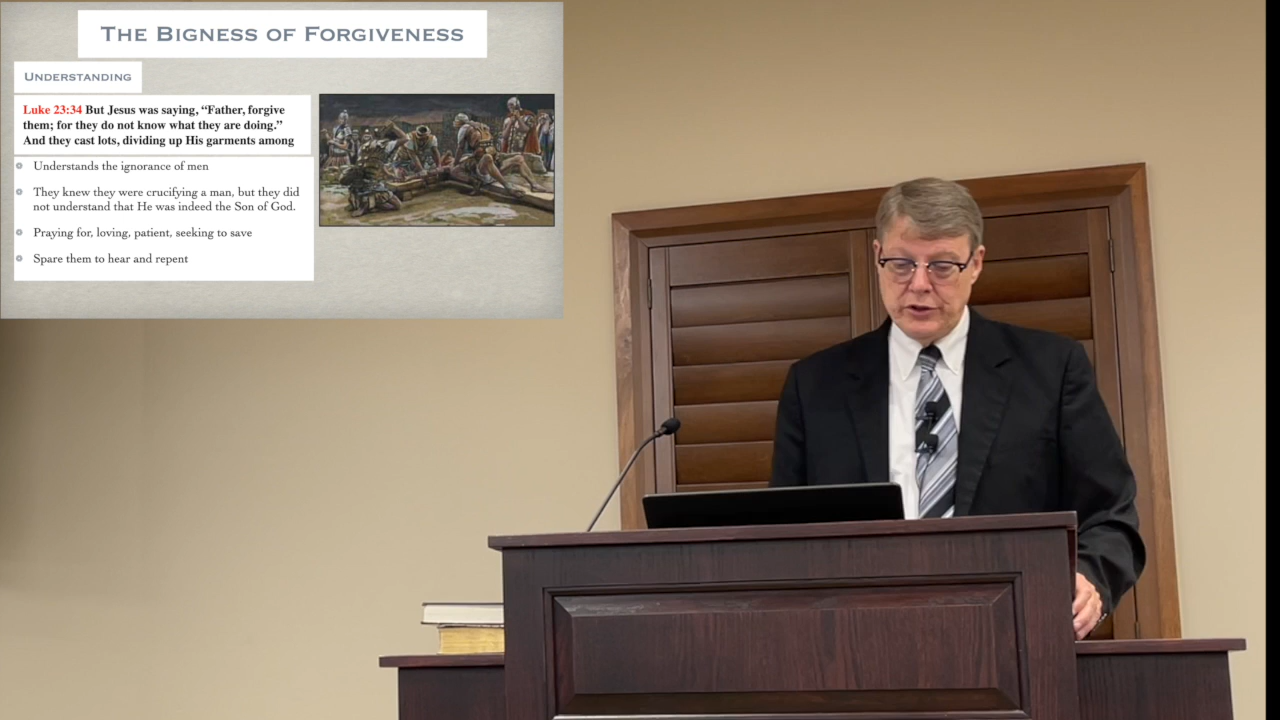 The Bigness of Forgiveness
Understanding
Luke 23:34 But Jesus was saying, “Father, forgive
them; for they do not know what they are doing.”
And they cast lots, dividing up His garments among
Understands the ignorance of men
They knew they were crucifying a man, but they did
not understand that He was indeed the Son of God.
Praying for, loving, patient, seeking to save
Spare them to hear and repent